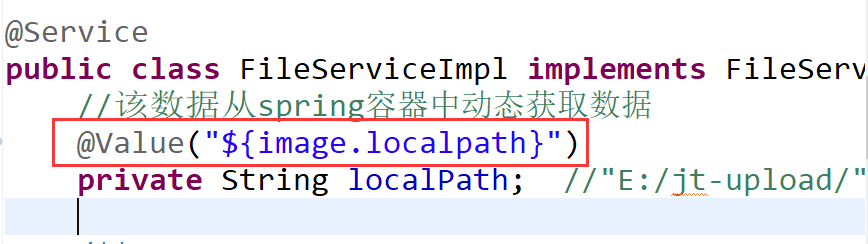 @Service
public class FileServiceImpl implements FileServ
//该数据从spring容器中动态获取数据
@Value("${image.localpath}")
private String localPath; //"E:/jt-upload/"